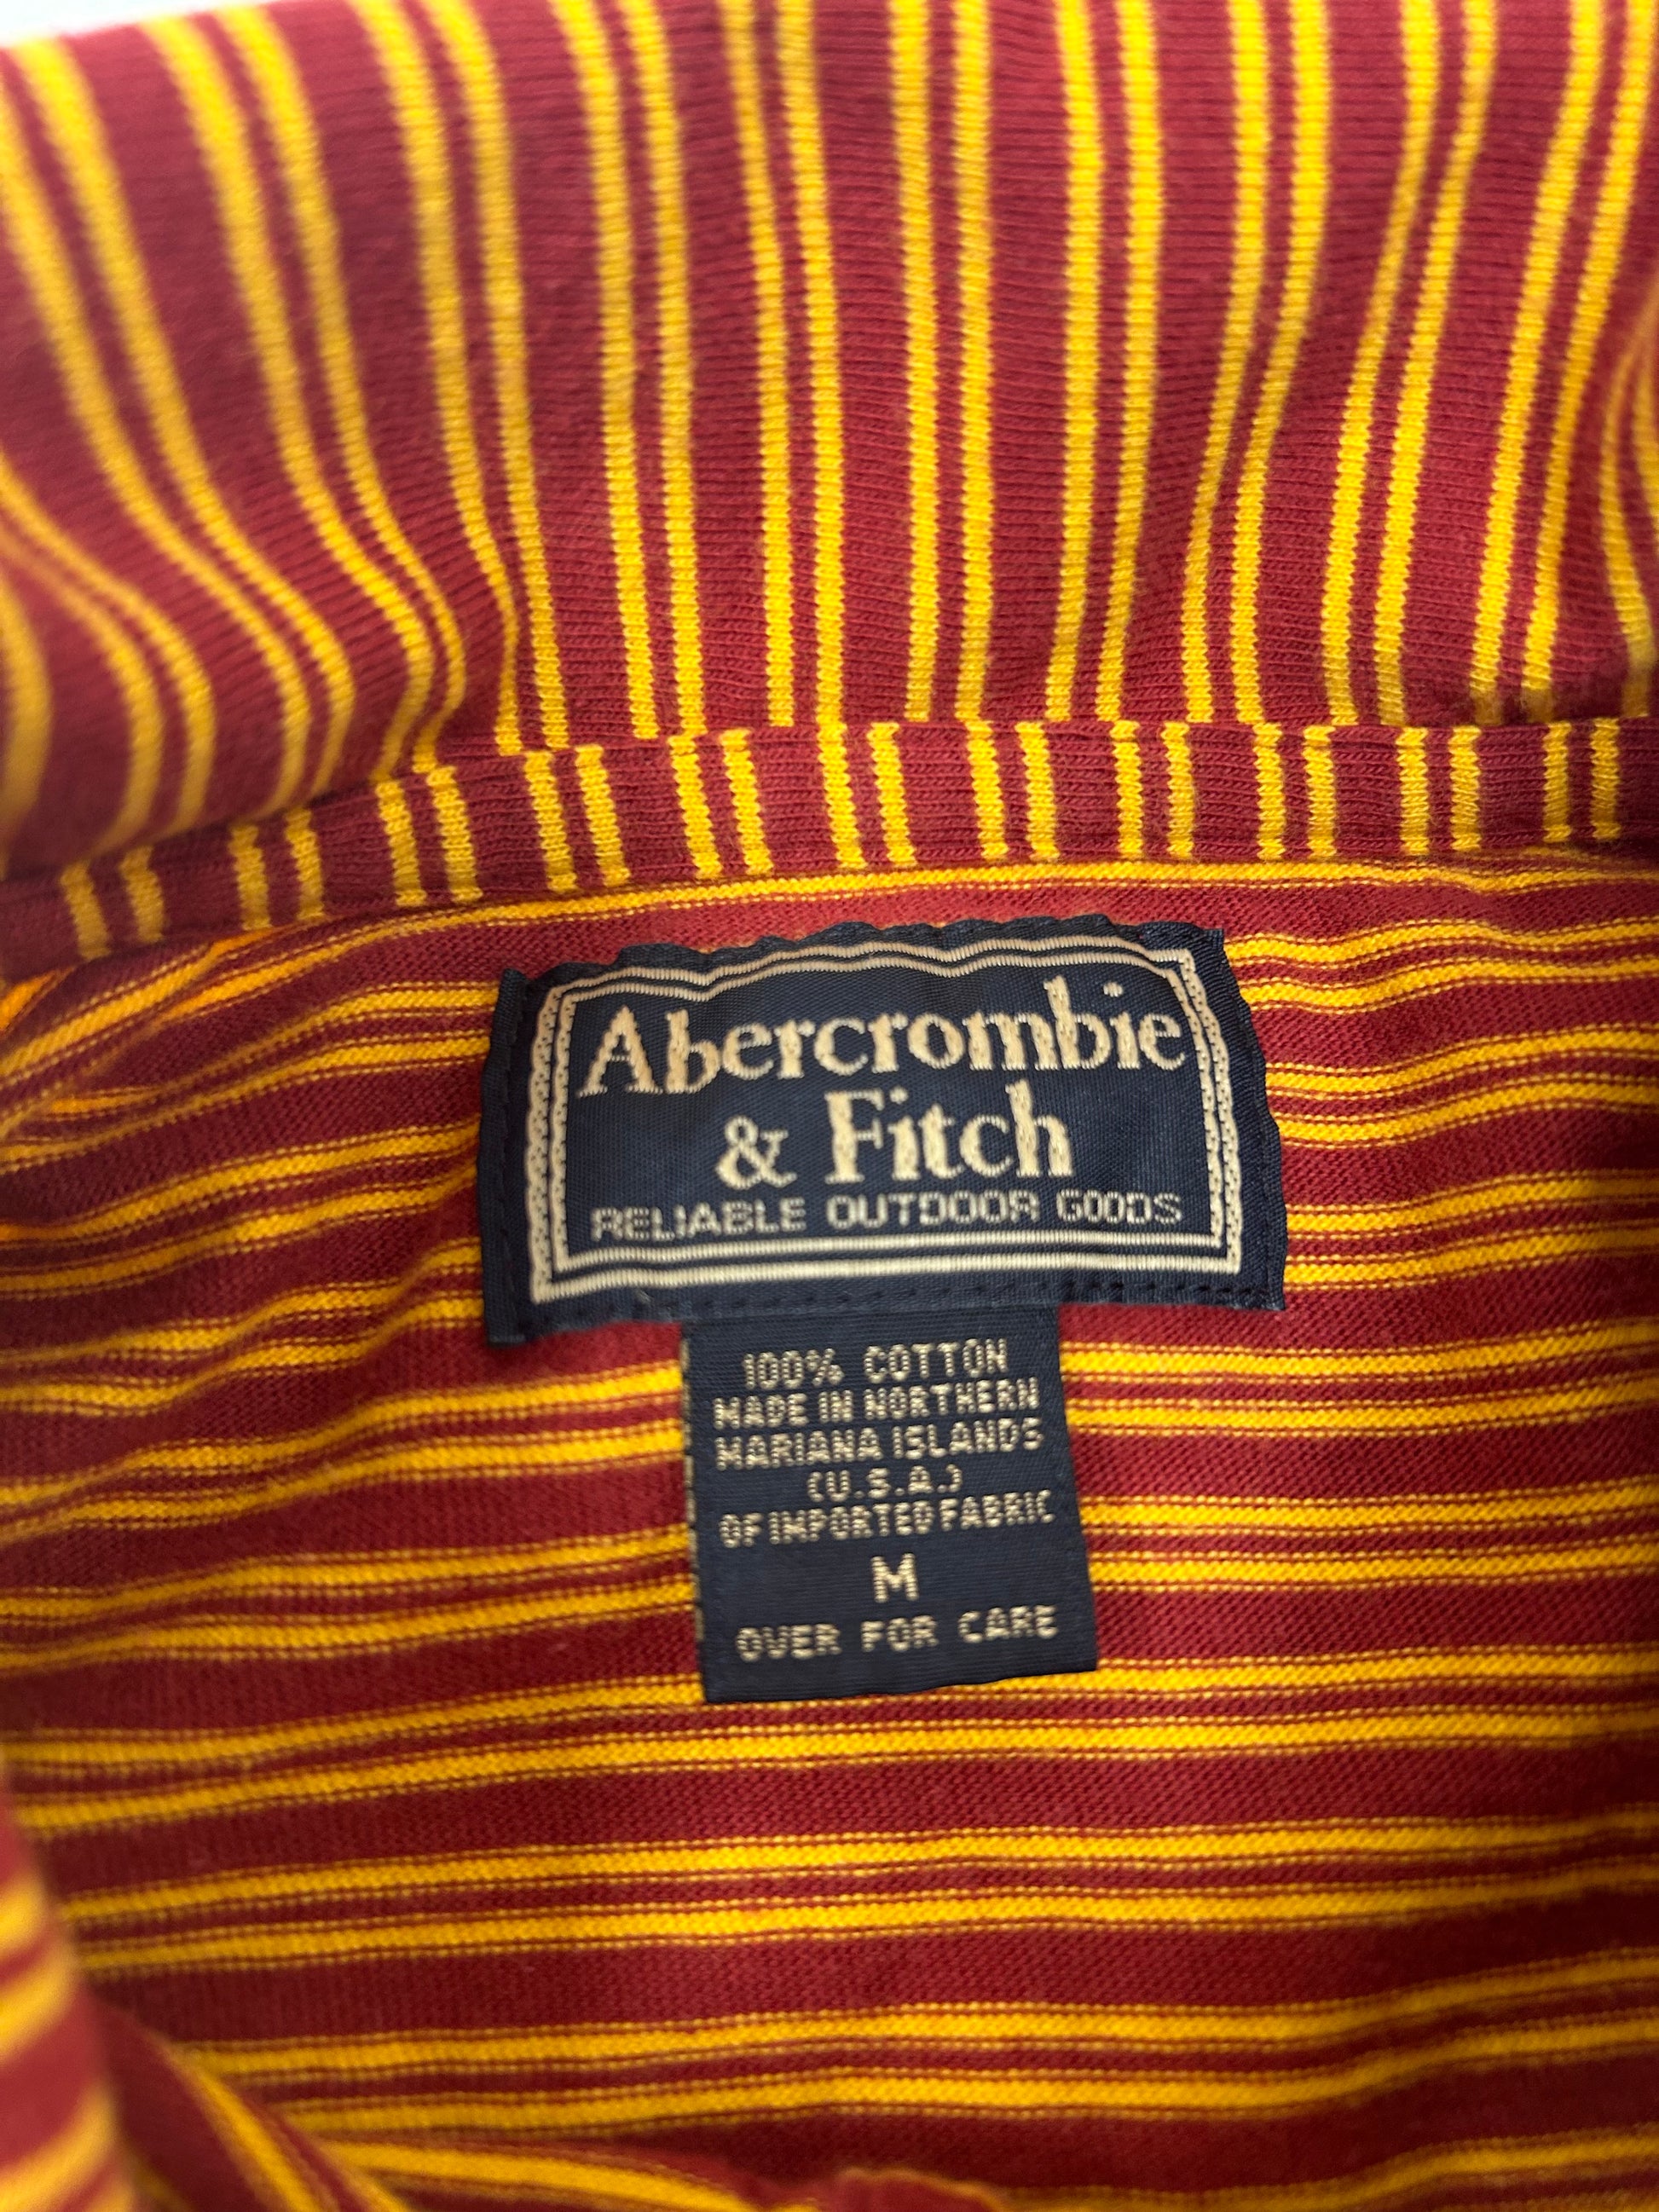 Abercrombie
& Fitch
RELIABLE OUTDOOR GOODS
100% COTTON
MADE IN NORTHERN
MARIANA ISLANDS
(U.S.A.)
OF IMPORTED FABRIC
M
OVER FOR CARE